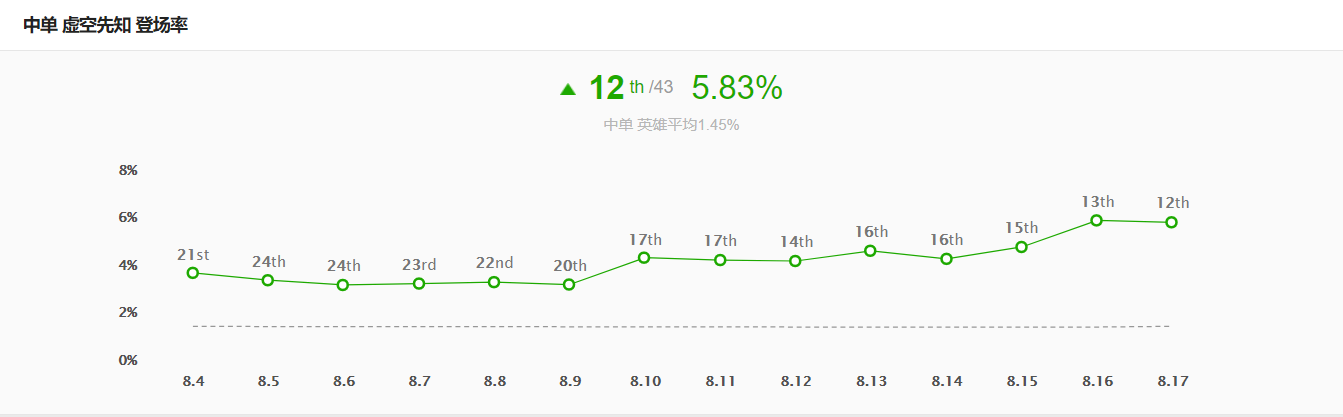 中单 虚空先知 登场率
12 th /43 5.83%
中单 英雄平均1.45%
8%
6%
4%
2%
0%
21st 24th 24th 23rd 22nd 20th 17th 17th 14th 16th 16th 15th 13th 12th
8.4 8.5 8.6 8.7 8.8 8.9 8.10 8.11 8.12 8.13 8.14 8.15 8.16 8.17